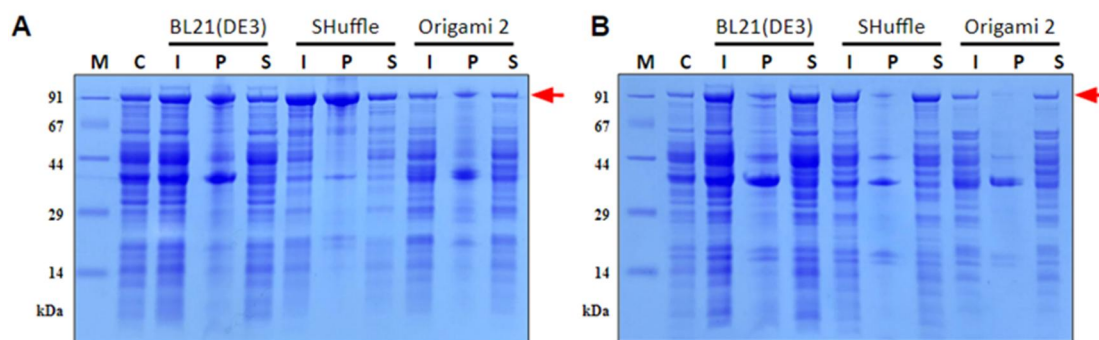 A
BL21(DE3) SHuffle Origami 2
M C I P S I P S I P S
91
67
44
29
14
kDa
B
BL21(DE3) SHuffle Origami 2
M C I P S I P S I P S
91
67
44
29
14
kDa